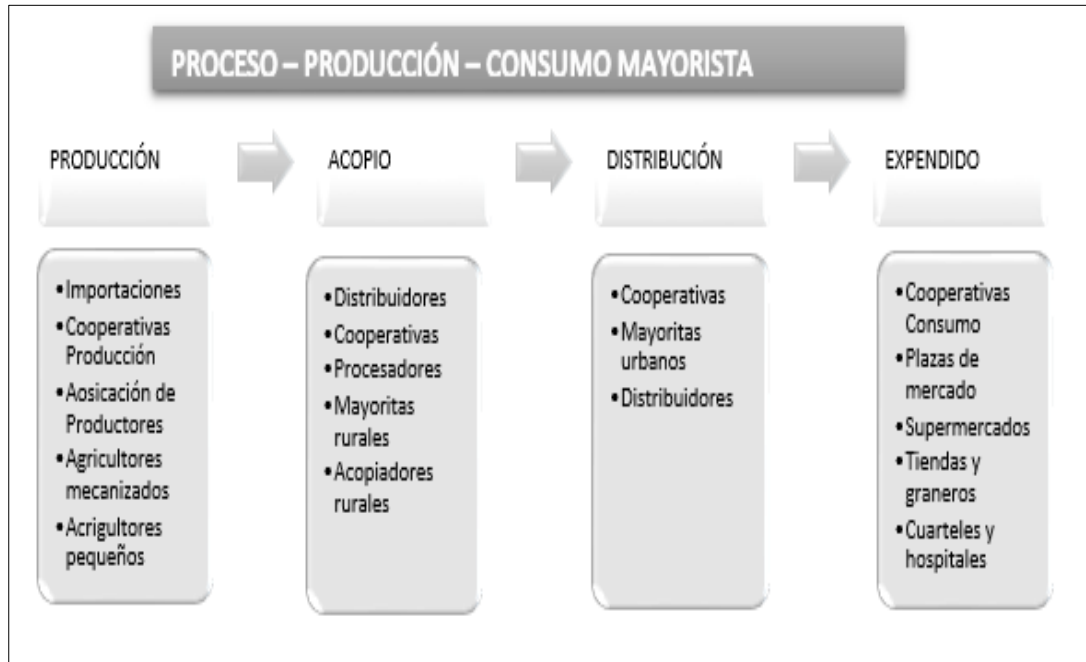 PROCESO – PRODUCCIÓN – CONSUMO MAYORISTA
PRODUCCIÓN
•Importaciones
•Cooperativas
Producción
•Aosicación de
Productores
•Agricultores
mecanizados
•Acrigultores
pequeños
ACOPIO
•Distribuidores
•Cooperativas
•Procesadores
•Mayoritas
rurales
•Acopiadores
rurales
DISTRIBUCIÓN
•Cooperativas
•Mayoritas
urbanos
•Distribuidores
EXPENDIDO
•Cooperativas
Consumo
•Plazas de
mercado
•Supermercados
•Tiendas y
graneros
•Cuarteles y
hospitales